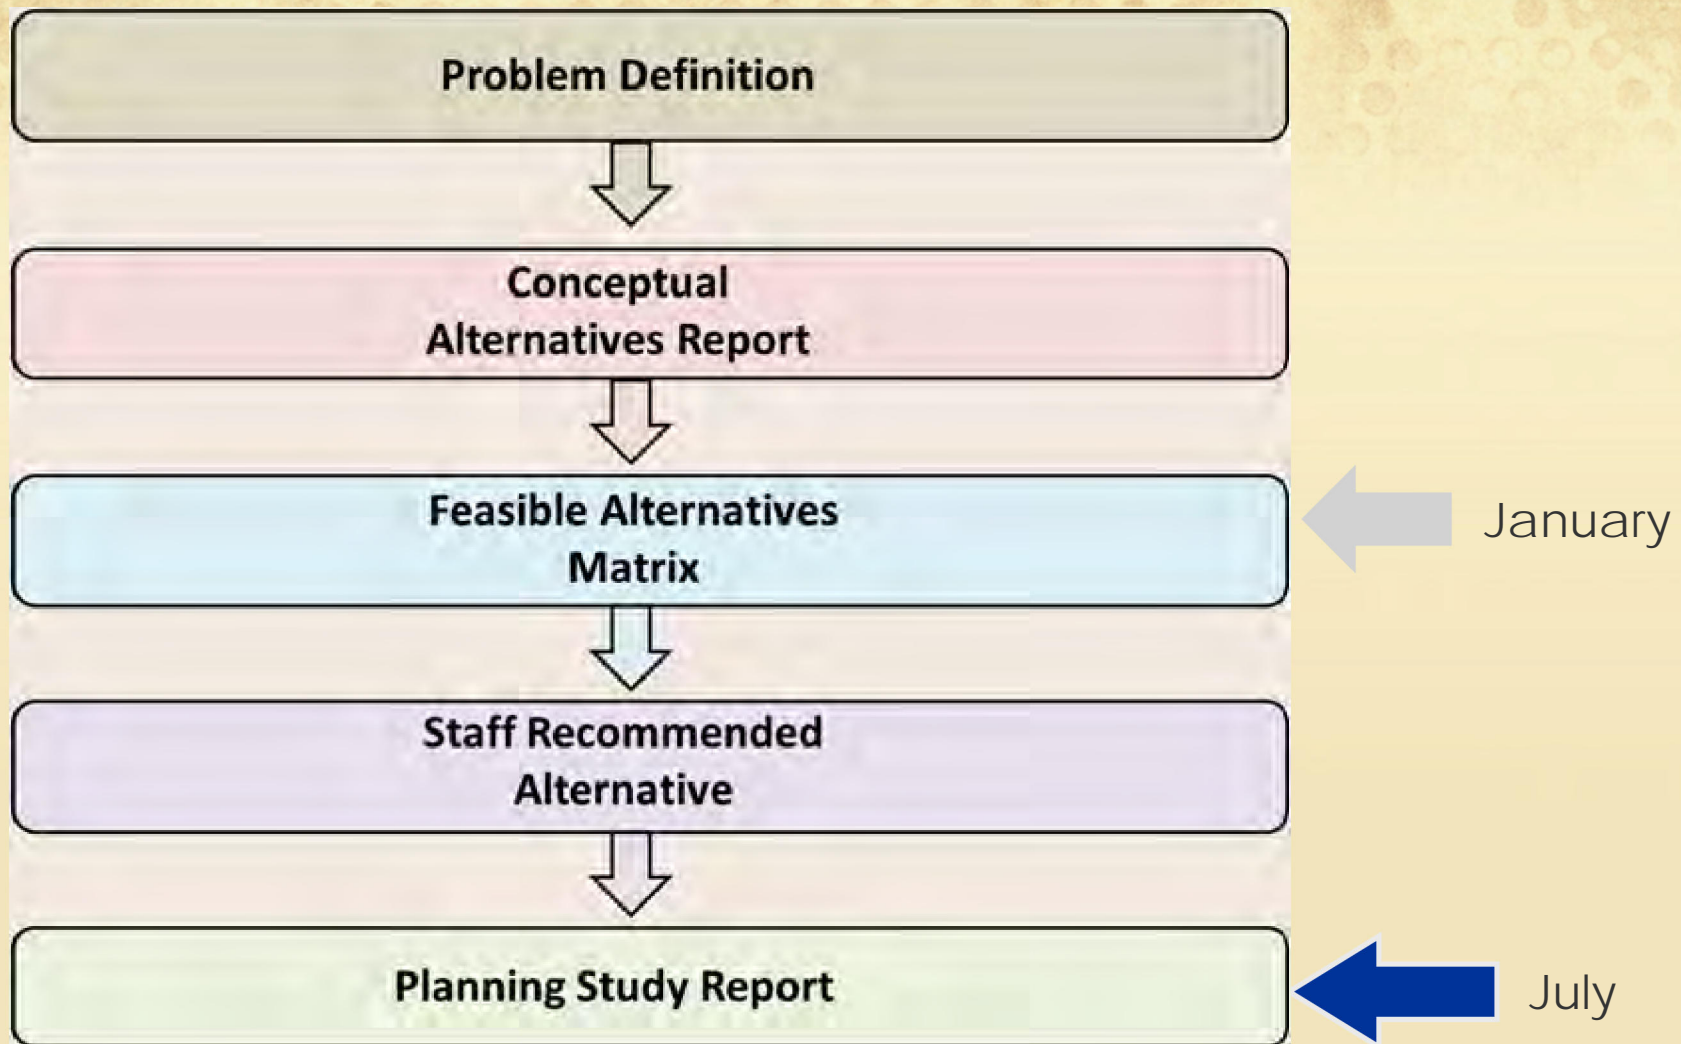 Problem Definition
Conceptual
Alternatives Report
Feasible Alternatives
Matrix
January
Staff Recommended
Alternative
Planning Study Report
July